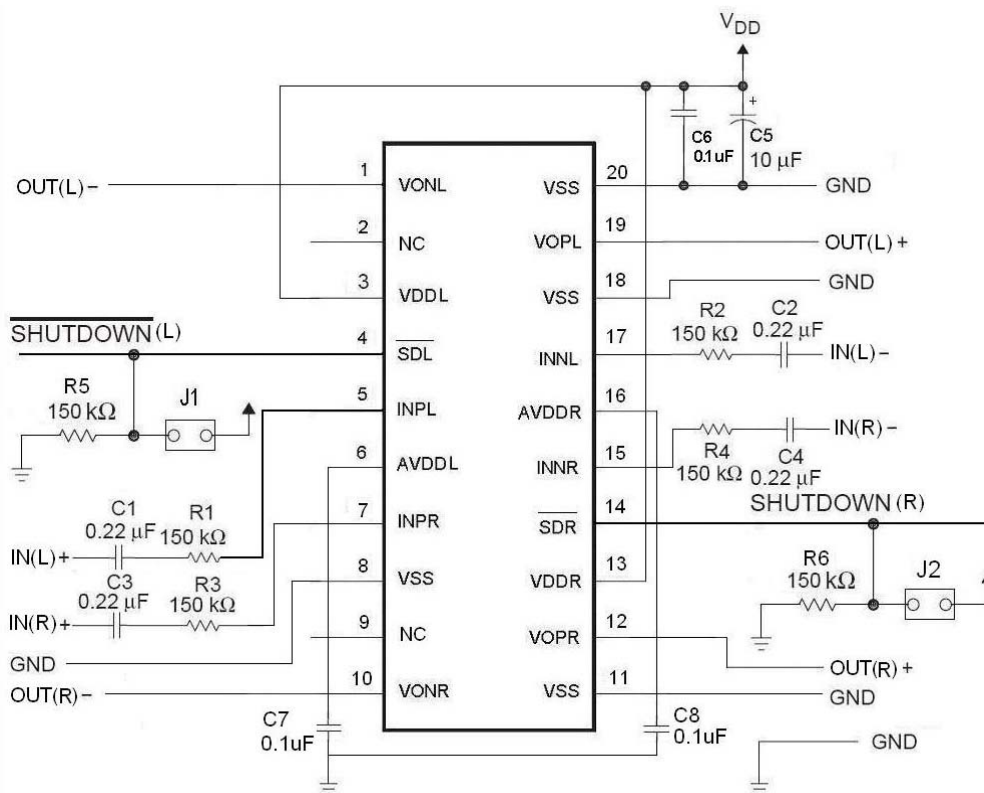 V DD
C6
0.1uF
+
C5
10 µF
OUT(L)−
1
VONL
VSS
20
GND
2
NC
VOPL
19
OUT(L)+
3
VDDL
VSS
18
GND
SHUTDOWN (L)
4
SDL
INNL
17
R2
150 kΩ
C2
0.22 µF
IN(L)−
R5
150 kΩ
J1
5
INPL
AVDDR
16
6
AVDDL
INNR
15
R4
150 kΩ
C4
0.22 µF
IN(R)−
C1
0.22 µF
R1
150 kΩ
IN(L)+
7
INPR
SDR
14
SHUTDOWN (R)
C3
0.22 µF
R3
150 kΩ
IN(R)+
8
VSS
VDDR
13
R6
150 kΩ
J2
9
NC
VOPR
12
OUT(R)+
GND
OUT(R)−
10
VONR
VSS
11
GND
C7
0.1uF
C8
0.1uF
GND